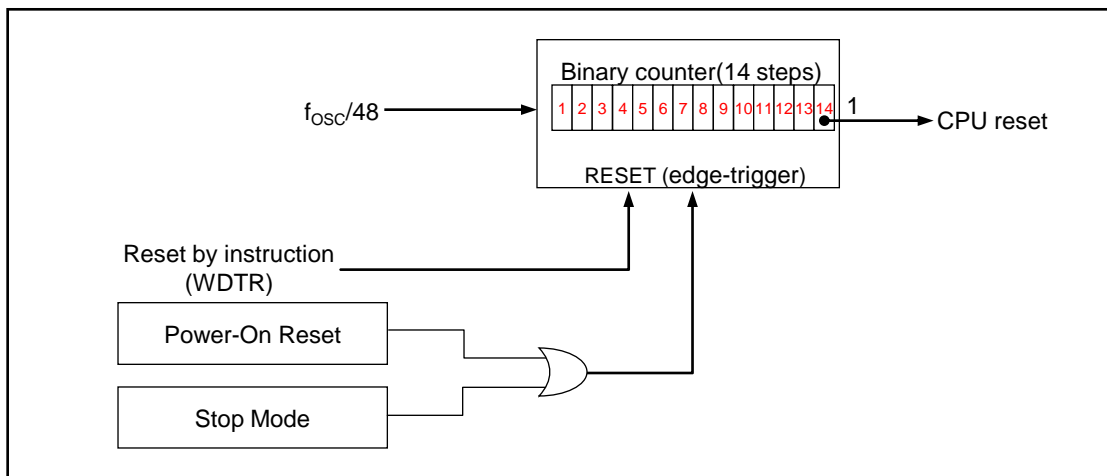 Binary counter(14 steps)
1 2 3 4 5 6 7 8 9 10 11 12 13 14
1
fOSC/48
CPU reset
RESET (edge-trigger)
Reset by instruction
(WDTR)
Power-On Reset
Stop Mode